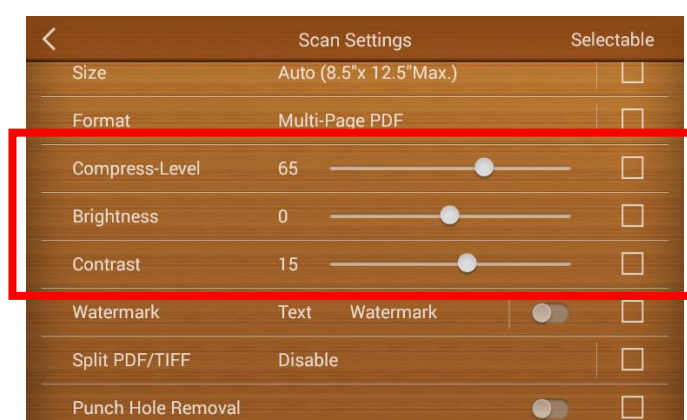 Scan Settings Selectable
Size Auto (8.5"x 12.5"Max.)
Format Multi-Page PDF
Compress-Level 65
Brightness 0
Contrast 15
Watermark Text Watermark
Split PDF/TIFF Disable
Punch Hole Removal